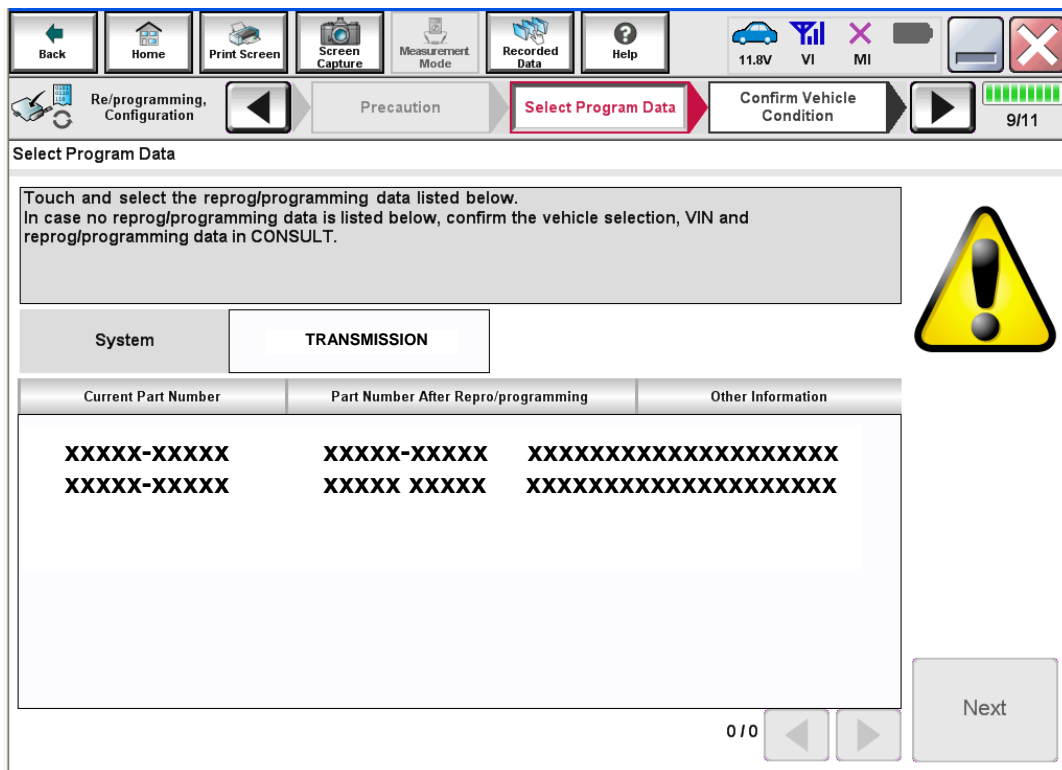 Back
Home
Print Screen
Screen
Capture
Measurement
Mode
Recorded
Data
Help
11.8V
VI
MI
Re/programming,
Configuration
Precaution
Select Program Data
Confirm Vehicle
Condition
9/11
Select Program Data
Touch and select the reprog/programming data listed below.
In case no reprog/programming data is listed below, confirm the vehicle selection, VIN and
reprog/programming data in CONSULT.
System
TRANSMISSION
Current Part Number
Part Number After Repro/programming
Other Information
XXXXX-XXXXX XXXXX-XXXXX XXXXXXXXXXXXXXXXXXXX
XXXXX-XXXXX XXXXX XXXXX XXXXXXXXXXXXXXXXXXXX
Next
0/0